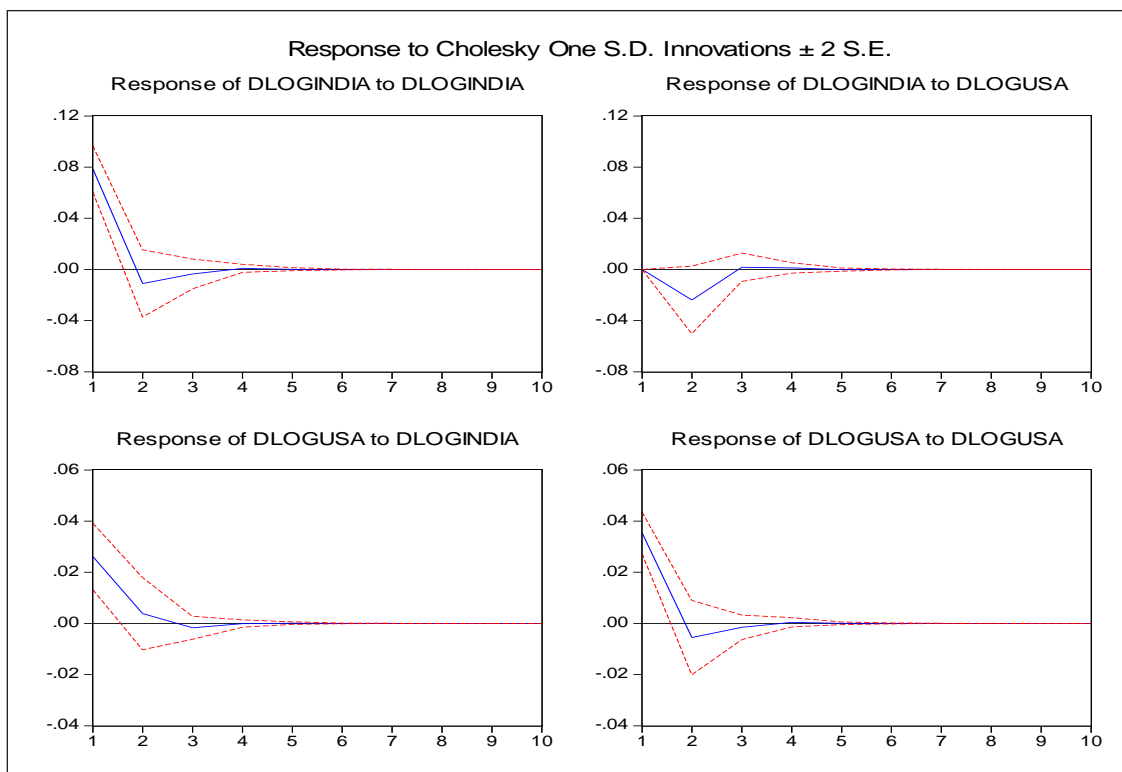 Response to Cholesky One S.D. Innovations ± 2 S.E.
Response of DLOGINDIA to DLOGINDIA
.12
.08
.04
.00
-.04
-.08
1 2 3 4 5 6 7 8 9 10
Response of DLOGINDIA to DLOGUSA
.12
.08
.04
.00
-.04
-.08
1 2 3 4 5 6 7 8 9 10
Response of DLOGUSA to DLOGINDIA
.06
.04
.02
.00
-.02
-.04
1 2 3 4 5 6 7 8 9 10
Response of DLOGUSA to DLOGUSA
.06
.04
.02
.00
-.02
-.04
1 2 3 4 5 6 7 8 9 10